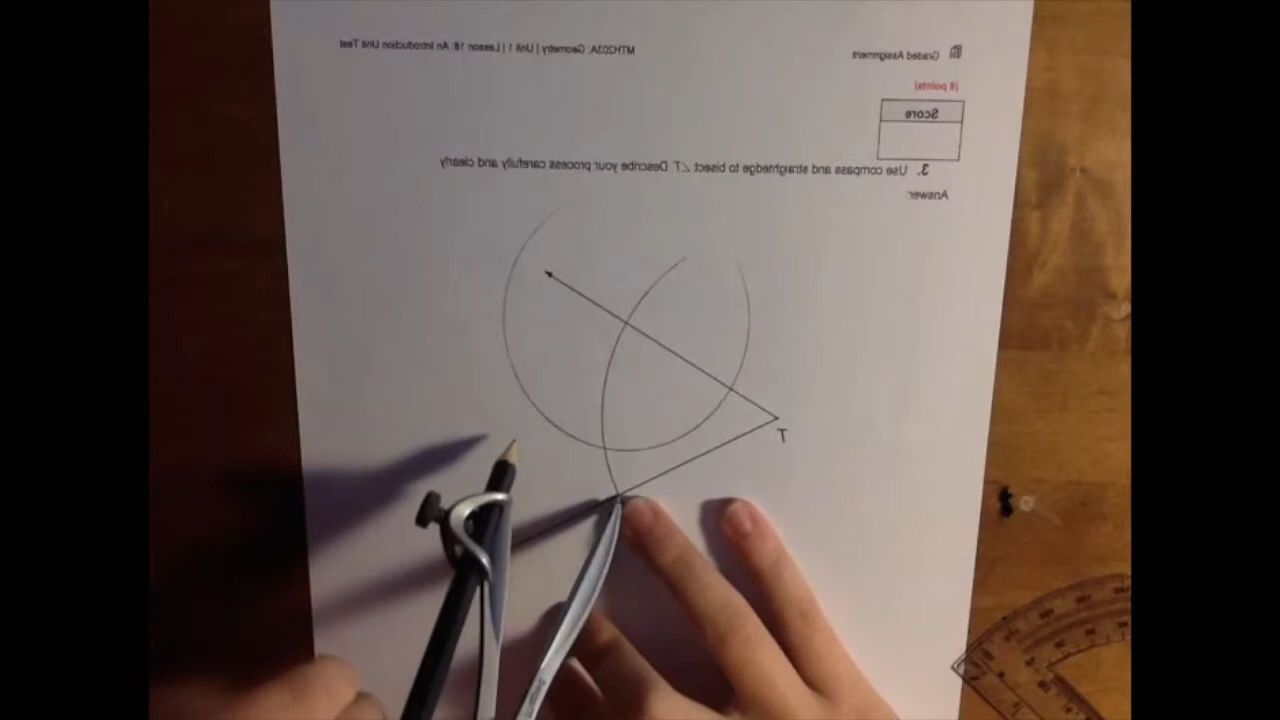 Graded Assignment
MTH203A: Geometry | Unit 1 | Lesson 18: An Introduction Unit Test
(8 points)
Score
3. Use compass and straightedge to bisect ∠T. Describe your process carefully and clearly
Answer:
T